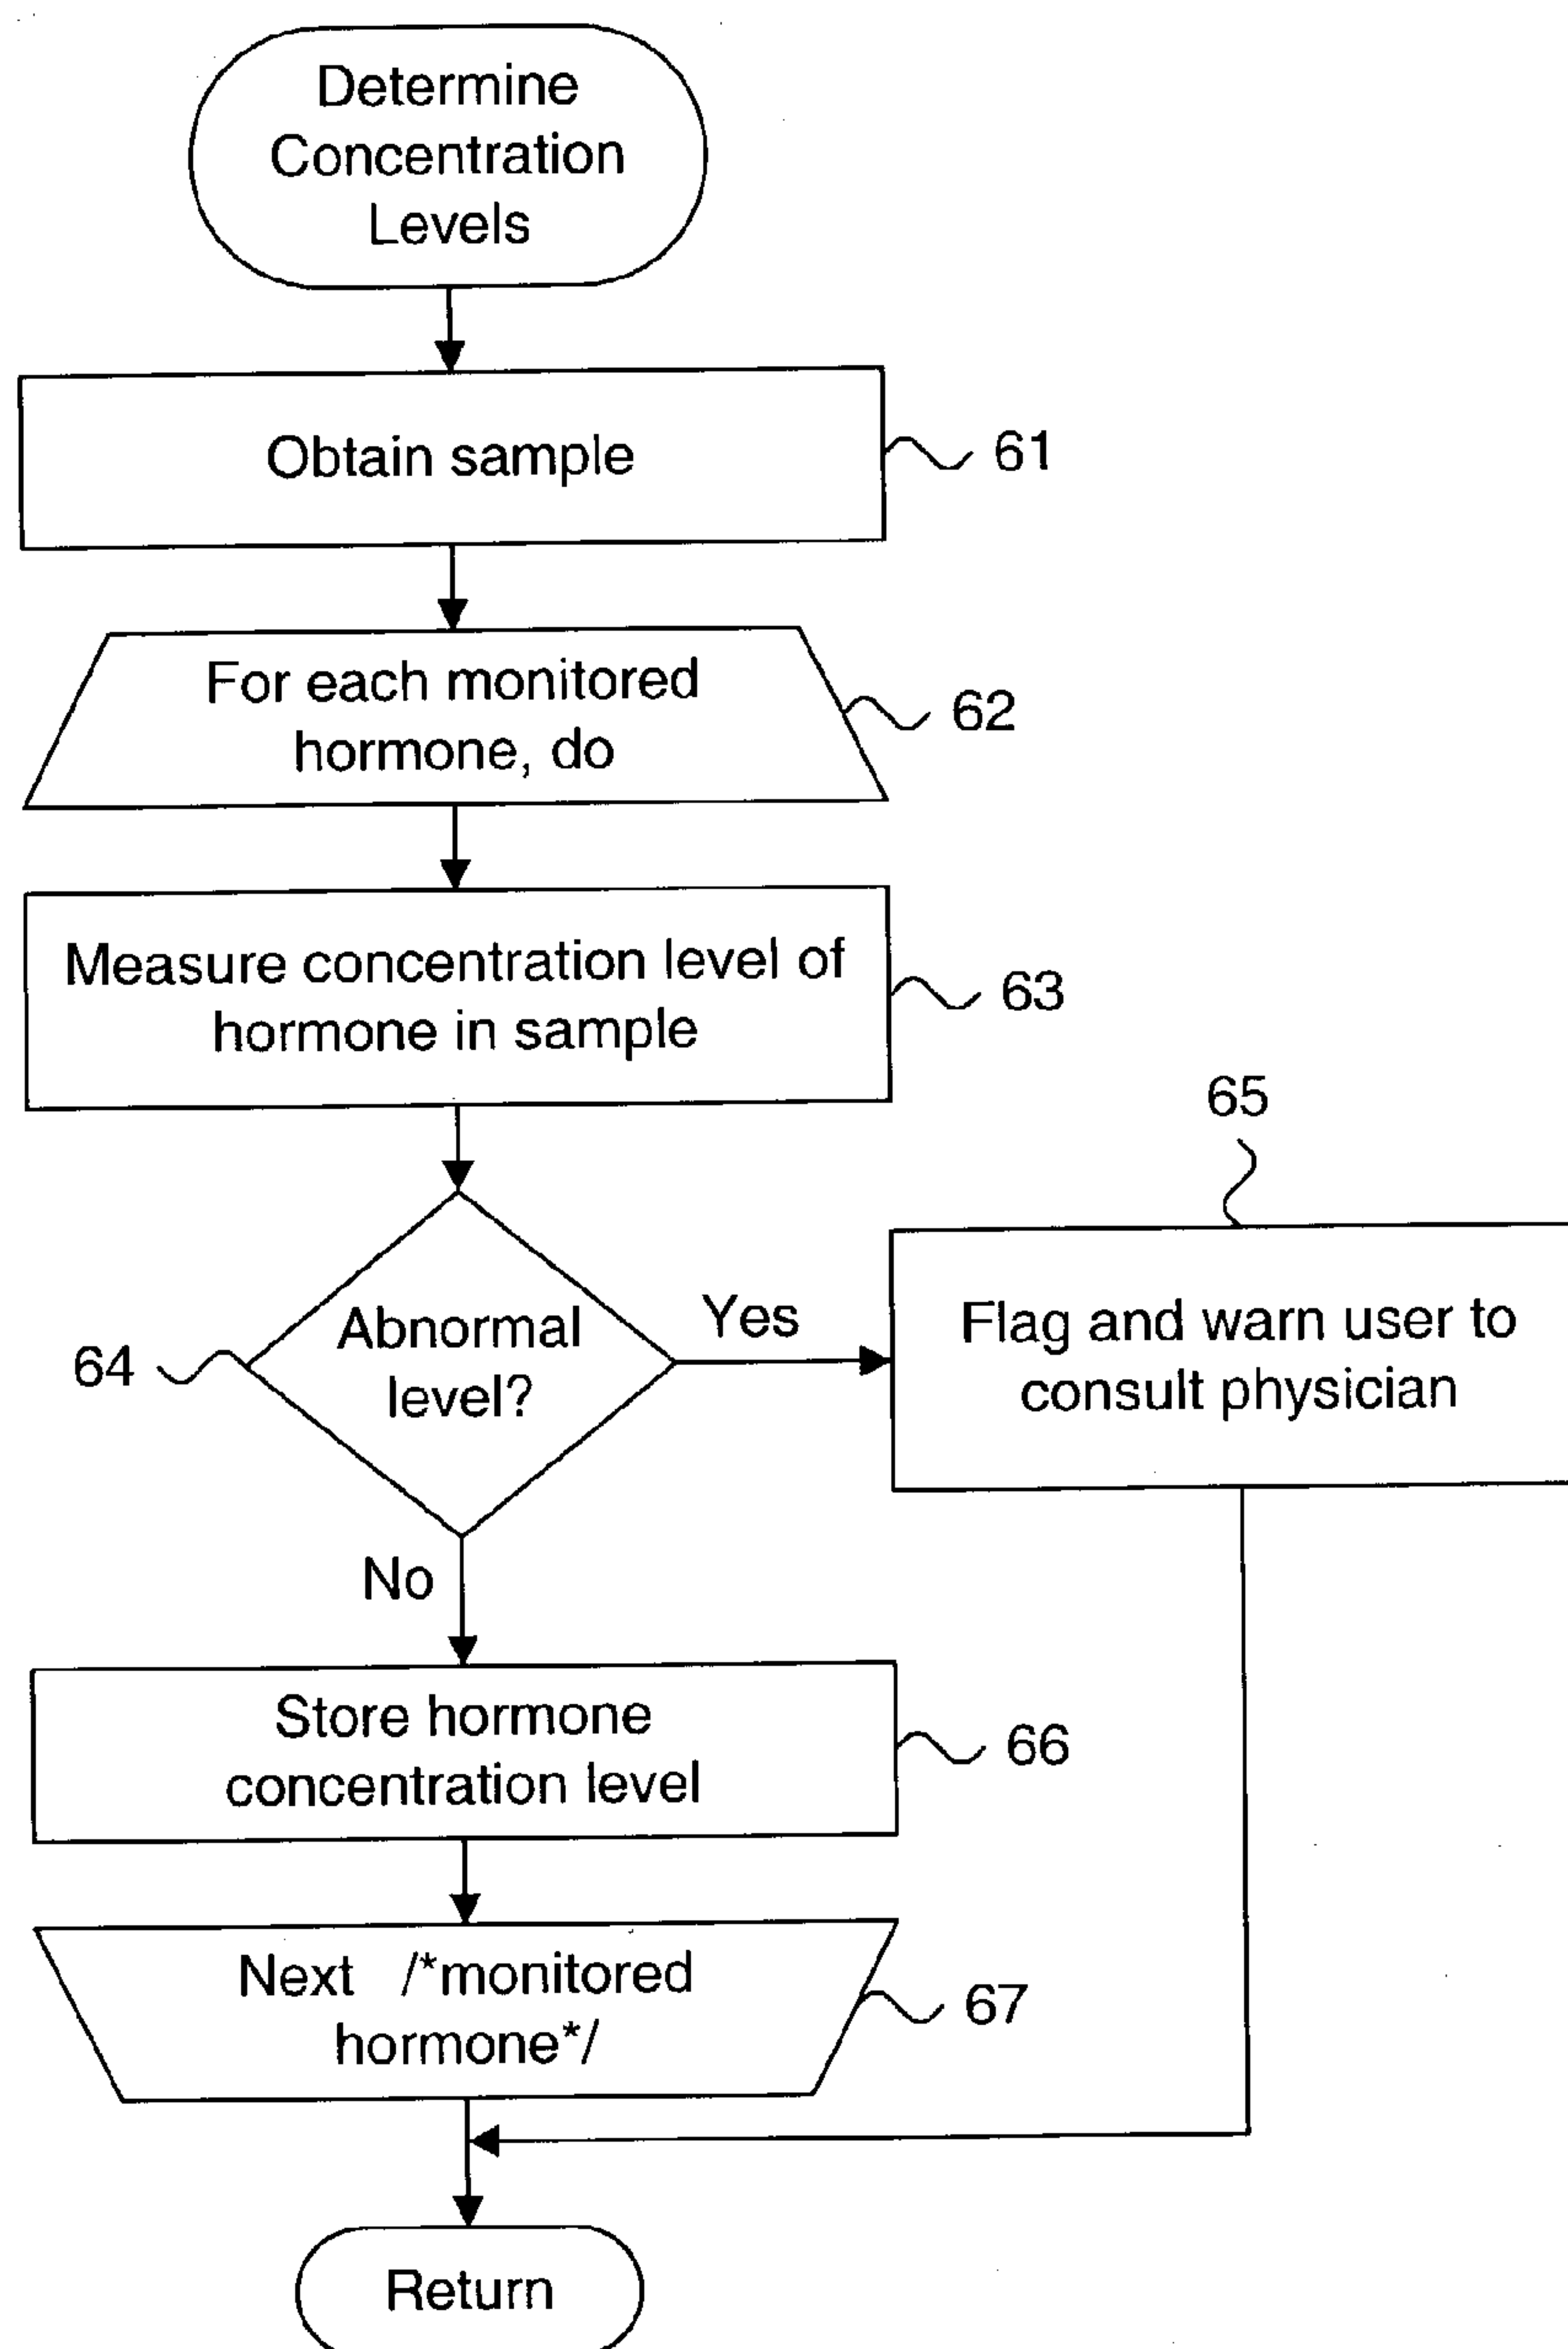 Determine
Concentration
Levels
Obtain sample
61
For each monitored
hormone, do
62
Measure concentration level of
hormone in sample
63
65
64
Abnormal
level?
Yes
Flag and warn user to
consult physician
No
Store hormone
concentration level
66
Next /*monitored
hormone*/
67
Return